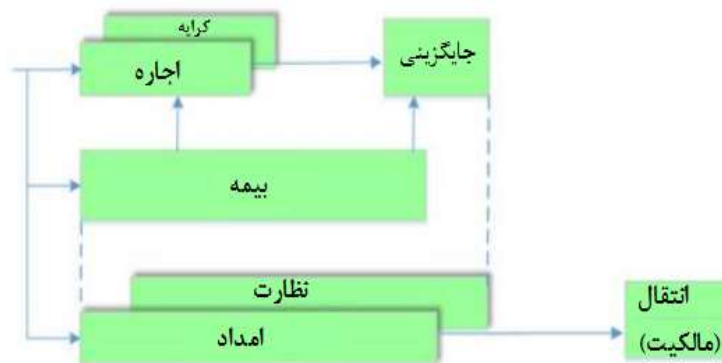 کرایه
اجاره
جایگزینی
بیمه
نظارت
امداد
انتقال
(مالکیت)